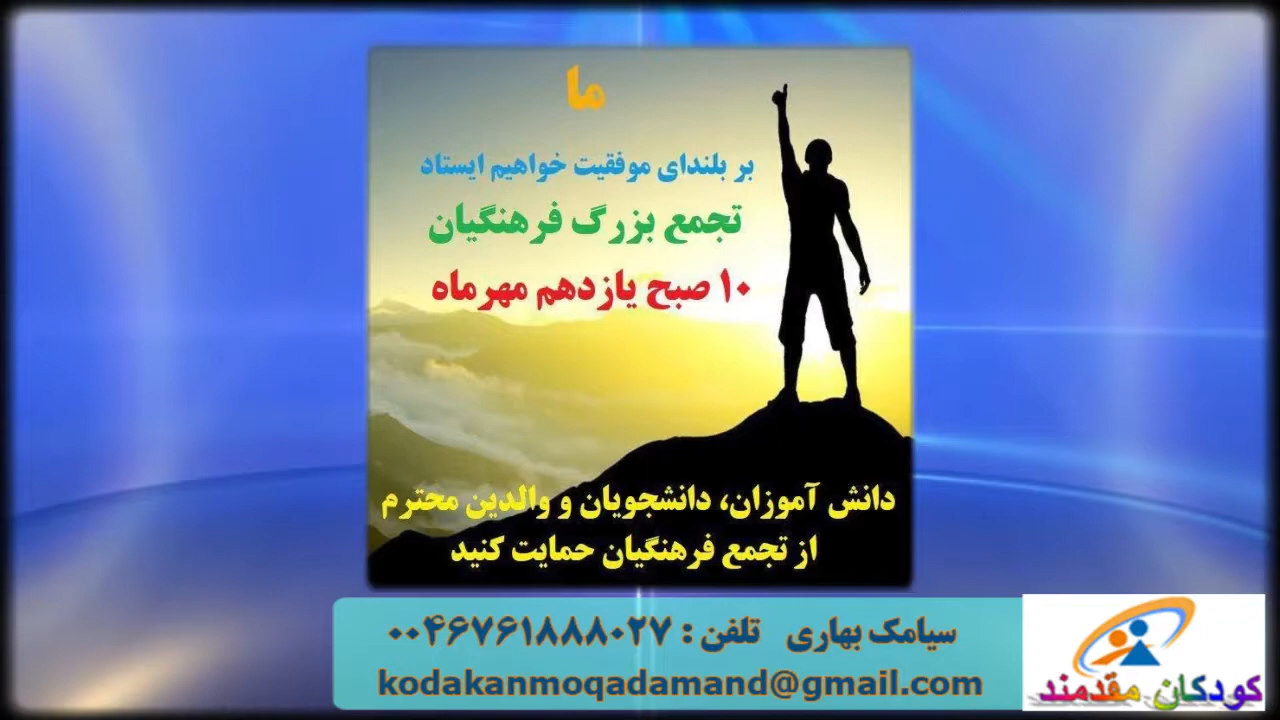 ما
بر بلندای موفقیت خواهیم ایستاد
تجمع بزرگ فرهنگیان
۱۰ صبح یازدهم مهرماه
دانش آموزان، دانشجویان و والدین محترم
از تجمع فرهنگیان حمایت کنید
سیامک بهاری تلفن : ۰۰۴۶۷۶۱۸۸۸۰۲۷
kodakanmoqadamand@gmail.com
کودکان مقدمند